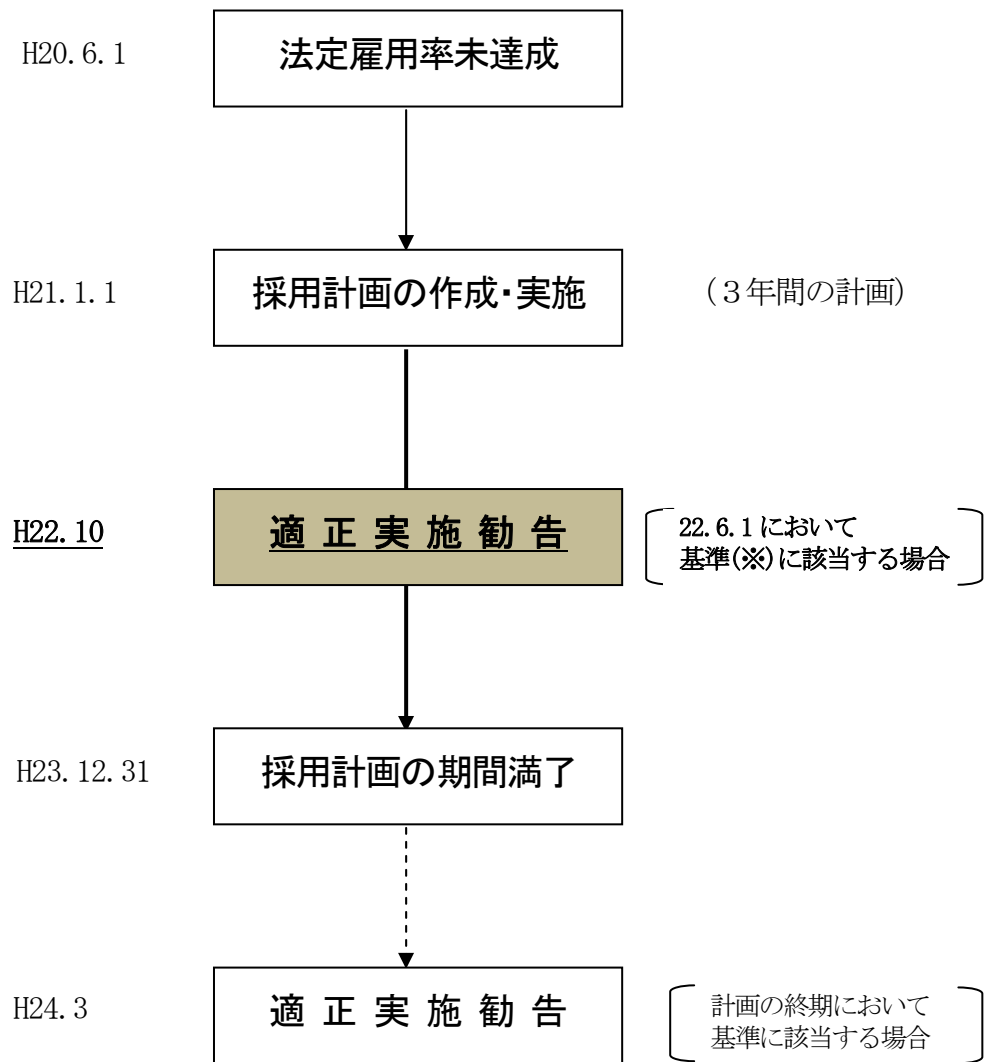 H20.6.1
法定雇用率未達成
H21.1.1
採用計画の作成・実施
(３年間の計画)
H22.10
適 正 実 施 勧 告
22.6.1において
基準(※)に該当する場合
H23.12.31
採用計画の期間満了
H24.3
適 正 実 施 勧 告
計画の終期において
基準に該当する場合